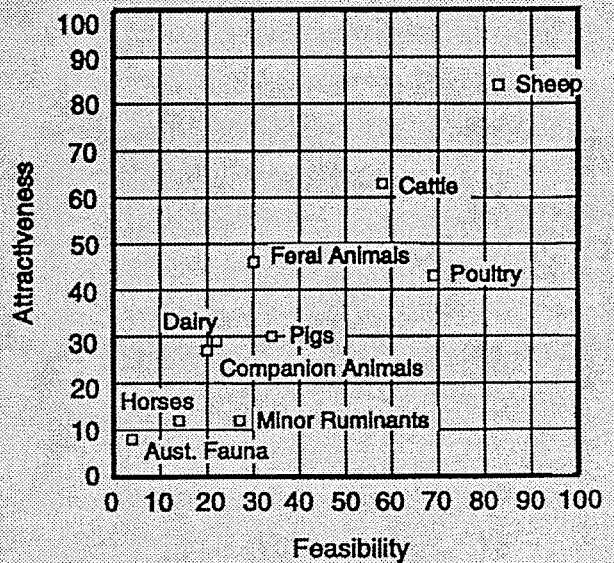 100
90
80
70
60
50
40
30
20
10
0
Attractiveness
Sheep
Cattle
Feral Animals
Poultry
Dairy
Pigs
Companion Animals
Horses
Minor Ruminants
Aust. Fauna
0 10 20 30 40 50 60 70 80 90 100
Feasibility